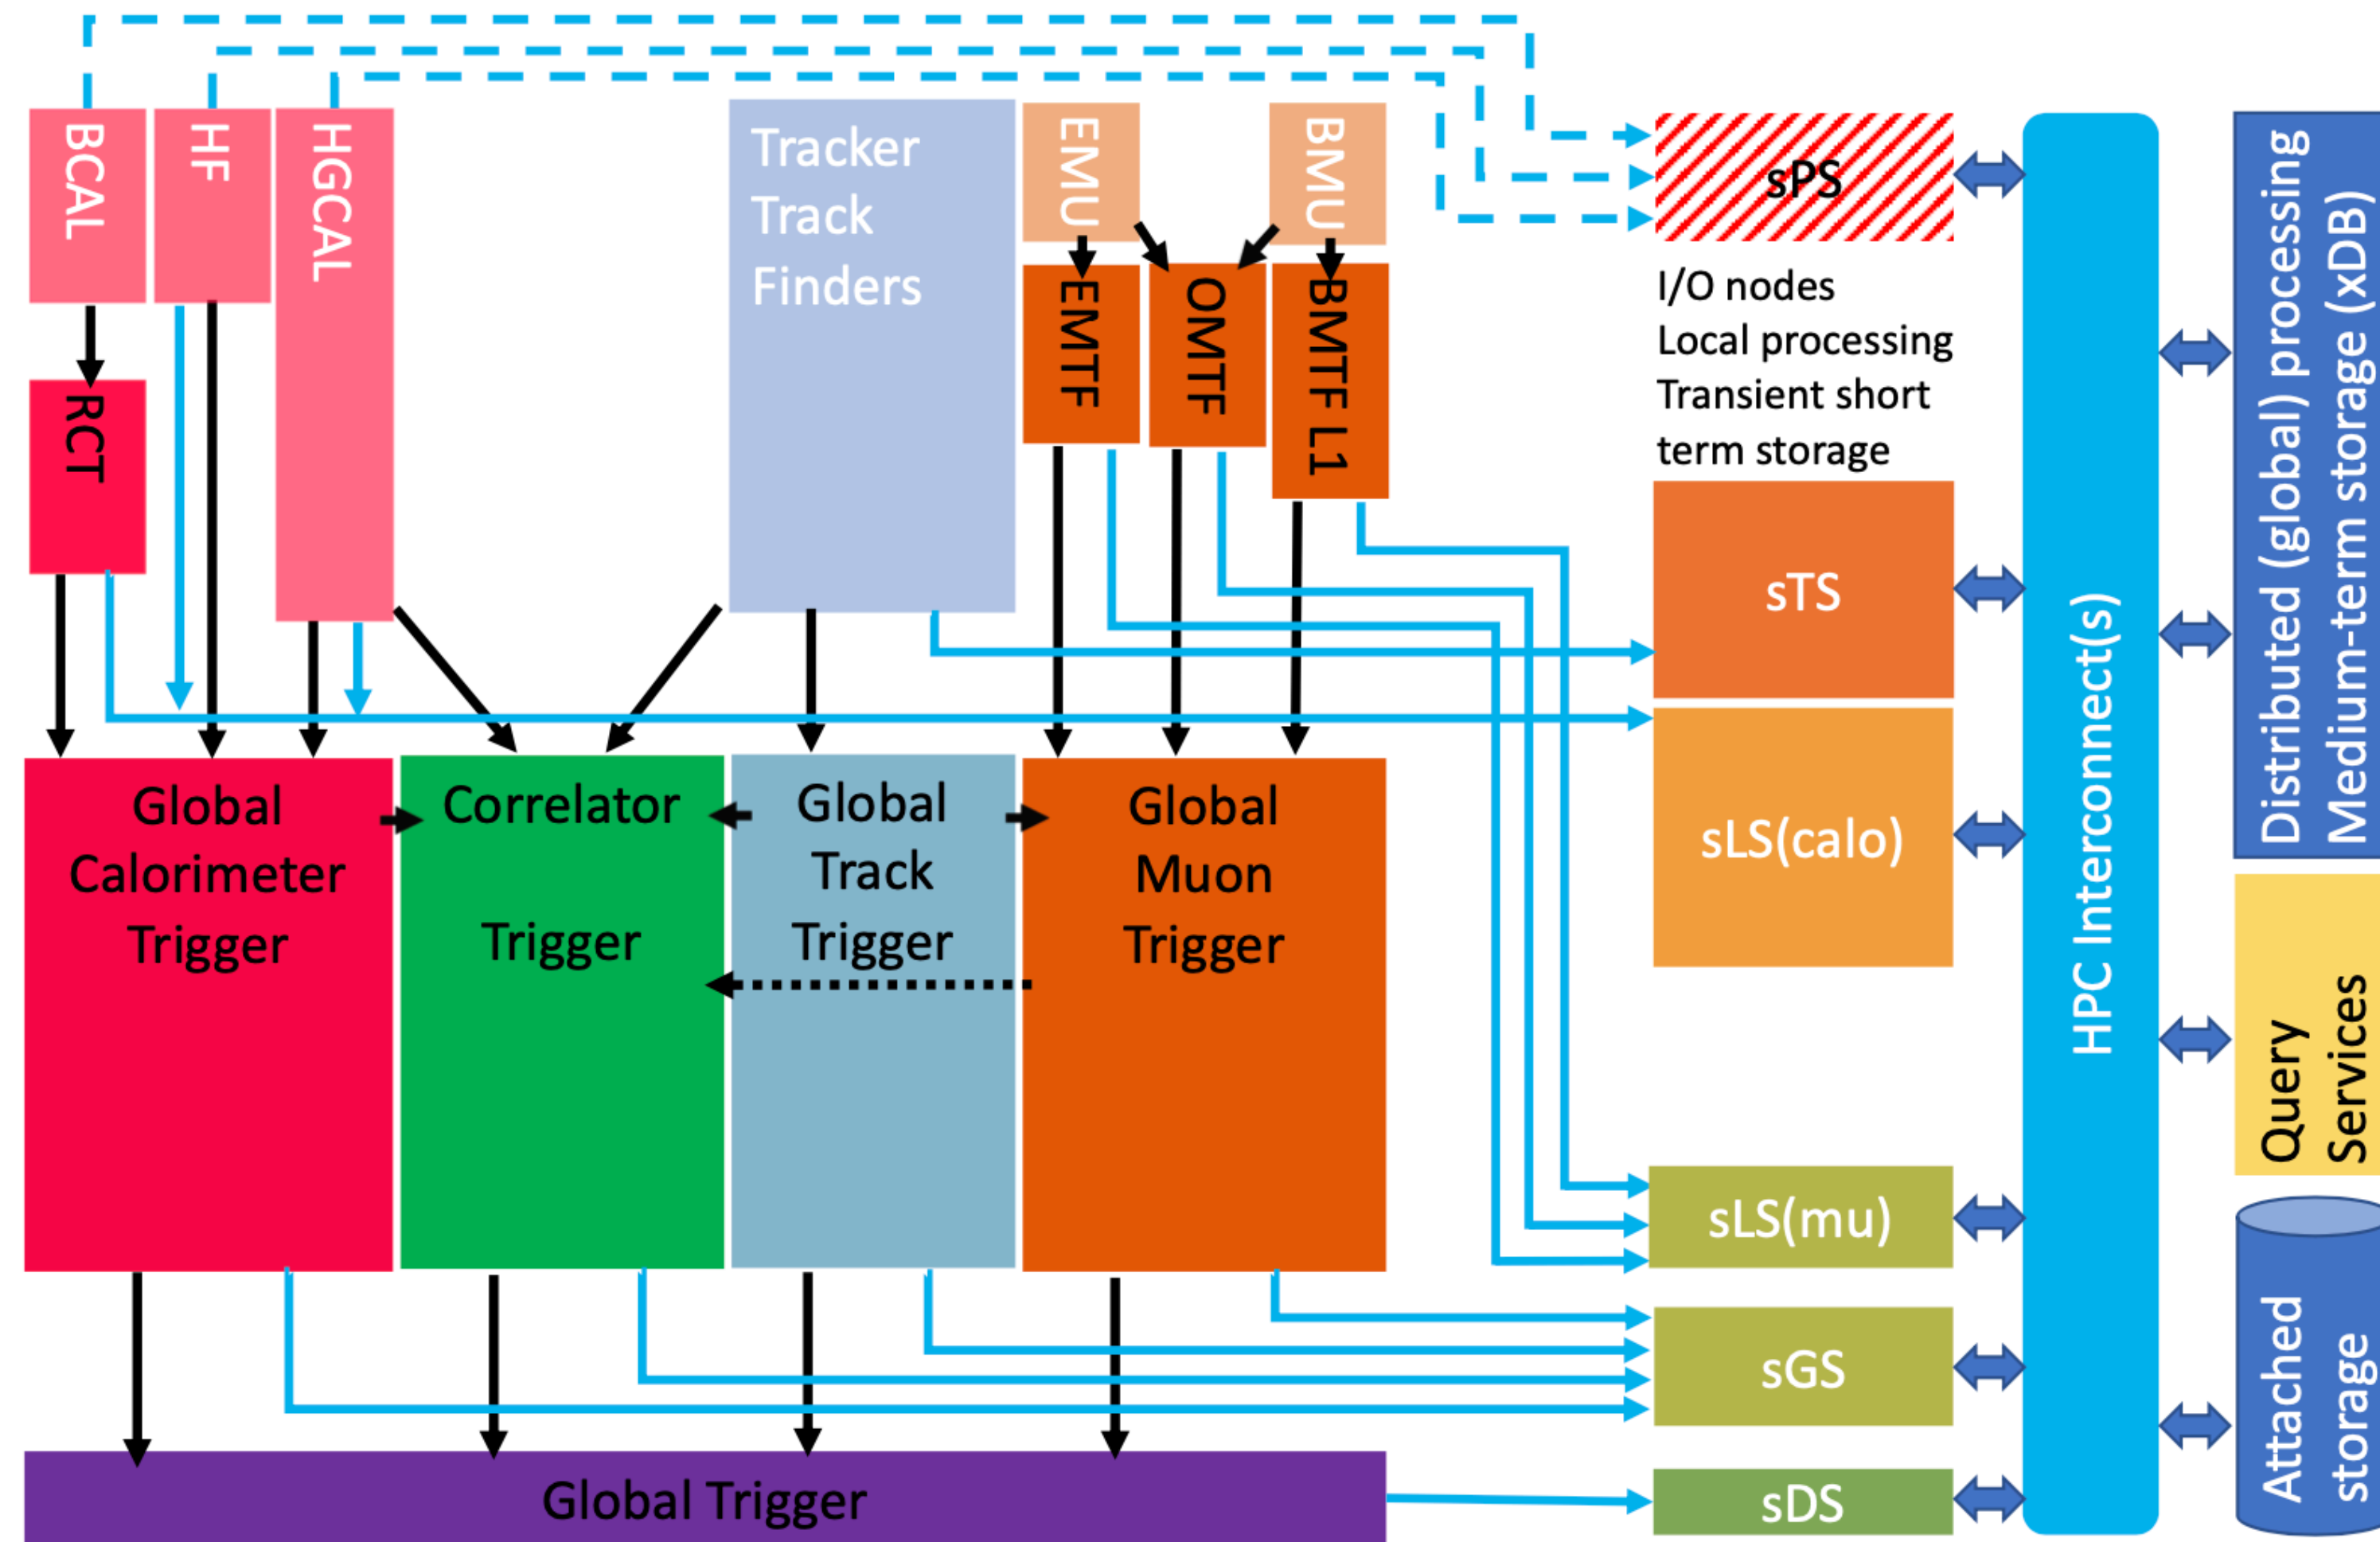 BCAL
HF
HGCAL
RCT
Tracker
Track
Finders
EMU
BMU
EMTF
OMTF
BMTF L1
sPS
I/O nodes
Local processing
Transient short
term storage
sTS
sLS(calo)
sLS(mu)
sGS
sDS
HPC Interconnect(s)
Distributed (global) processing
Medium-term storage (xDB)
Query
Services
Attached
storage
Global
Calorimeter
Trigger
Correlator
Trigger
Global
Track
Trigger
Global
Muon
Trigger
Global Trigger